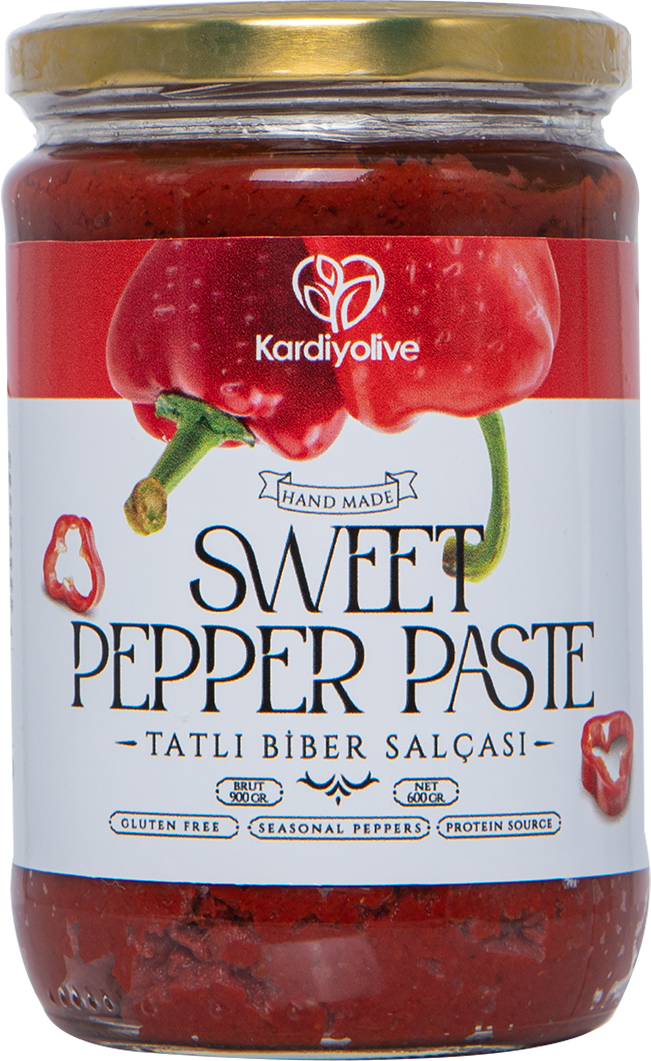 Kardiyolive
HAND MADE
SWEET
PEPPER PASTE
TATLI BİBER SALÇASI
BRUT
900 GR.
NET
600 GR.
GLUTEN FREE
SEASONAL PEPPERS
PROTEIN SOURCE